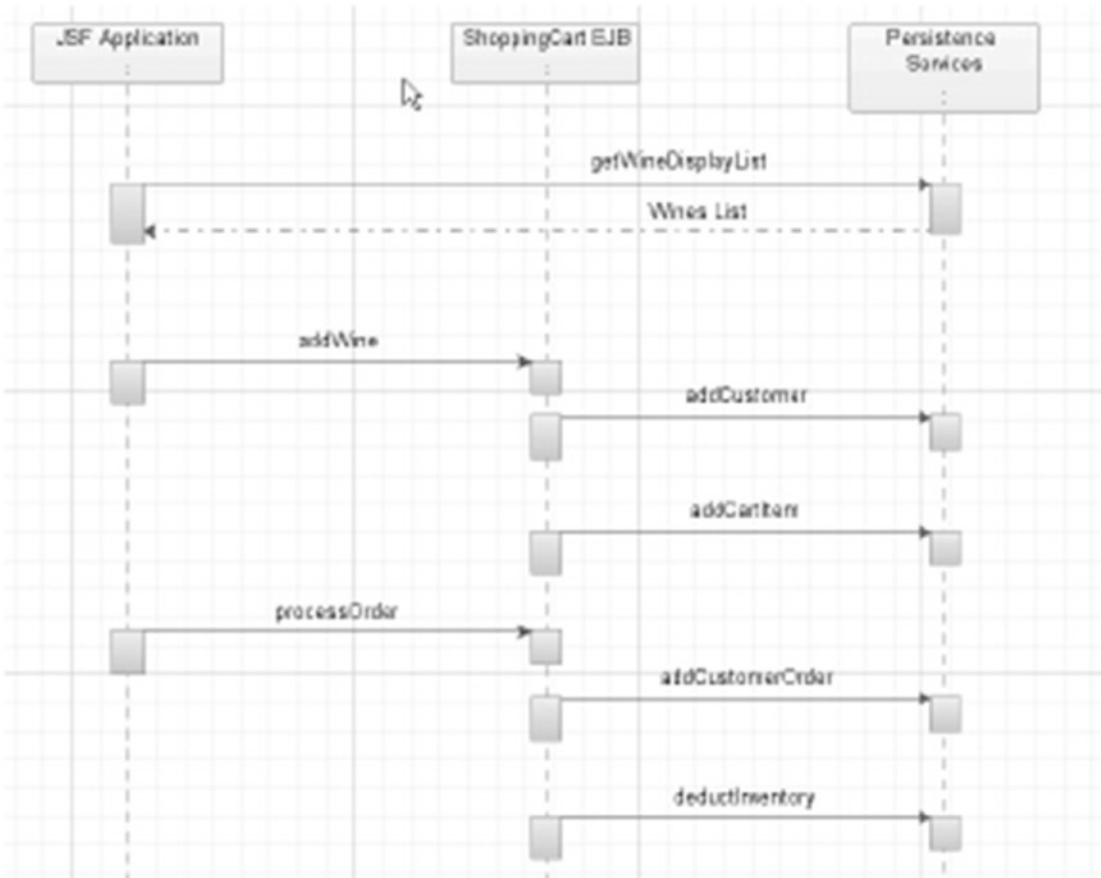 JSF Application
ShoppingCart EJB
Persistence
Services
getWineDisplayList
Wines List
addWine
addCustomer
addCartItem
processOrder
addCustomerOrder
deductInventory